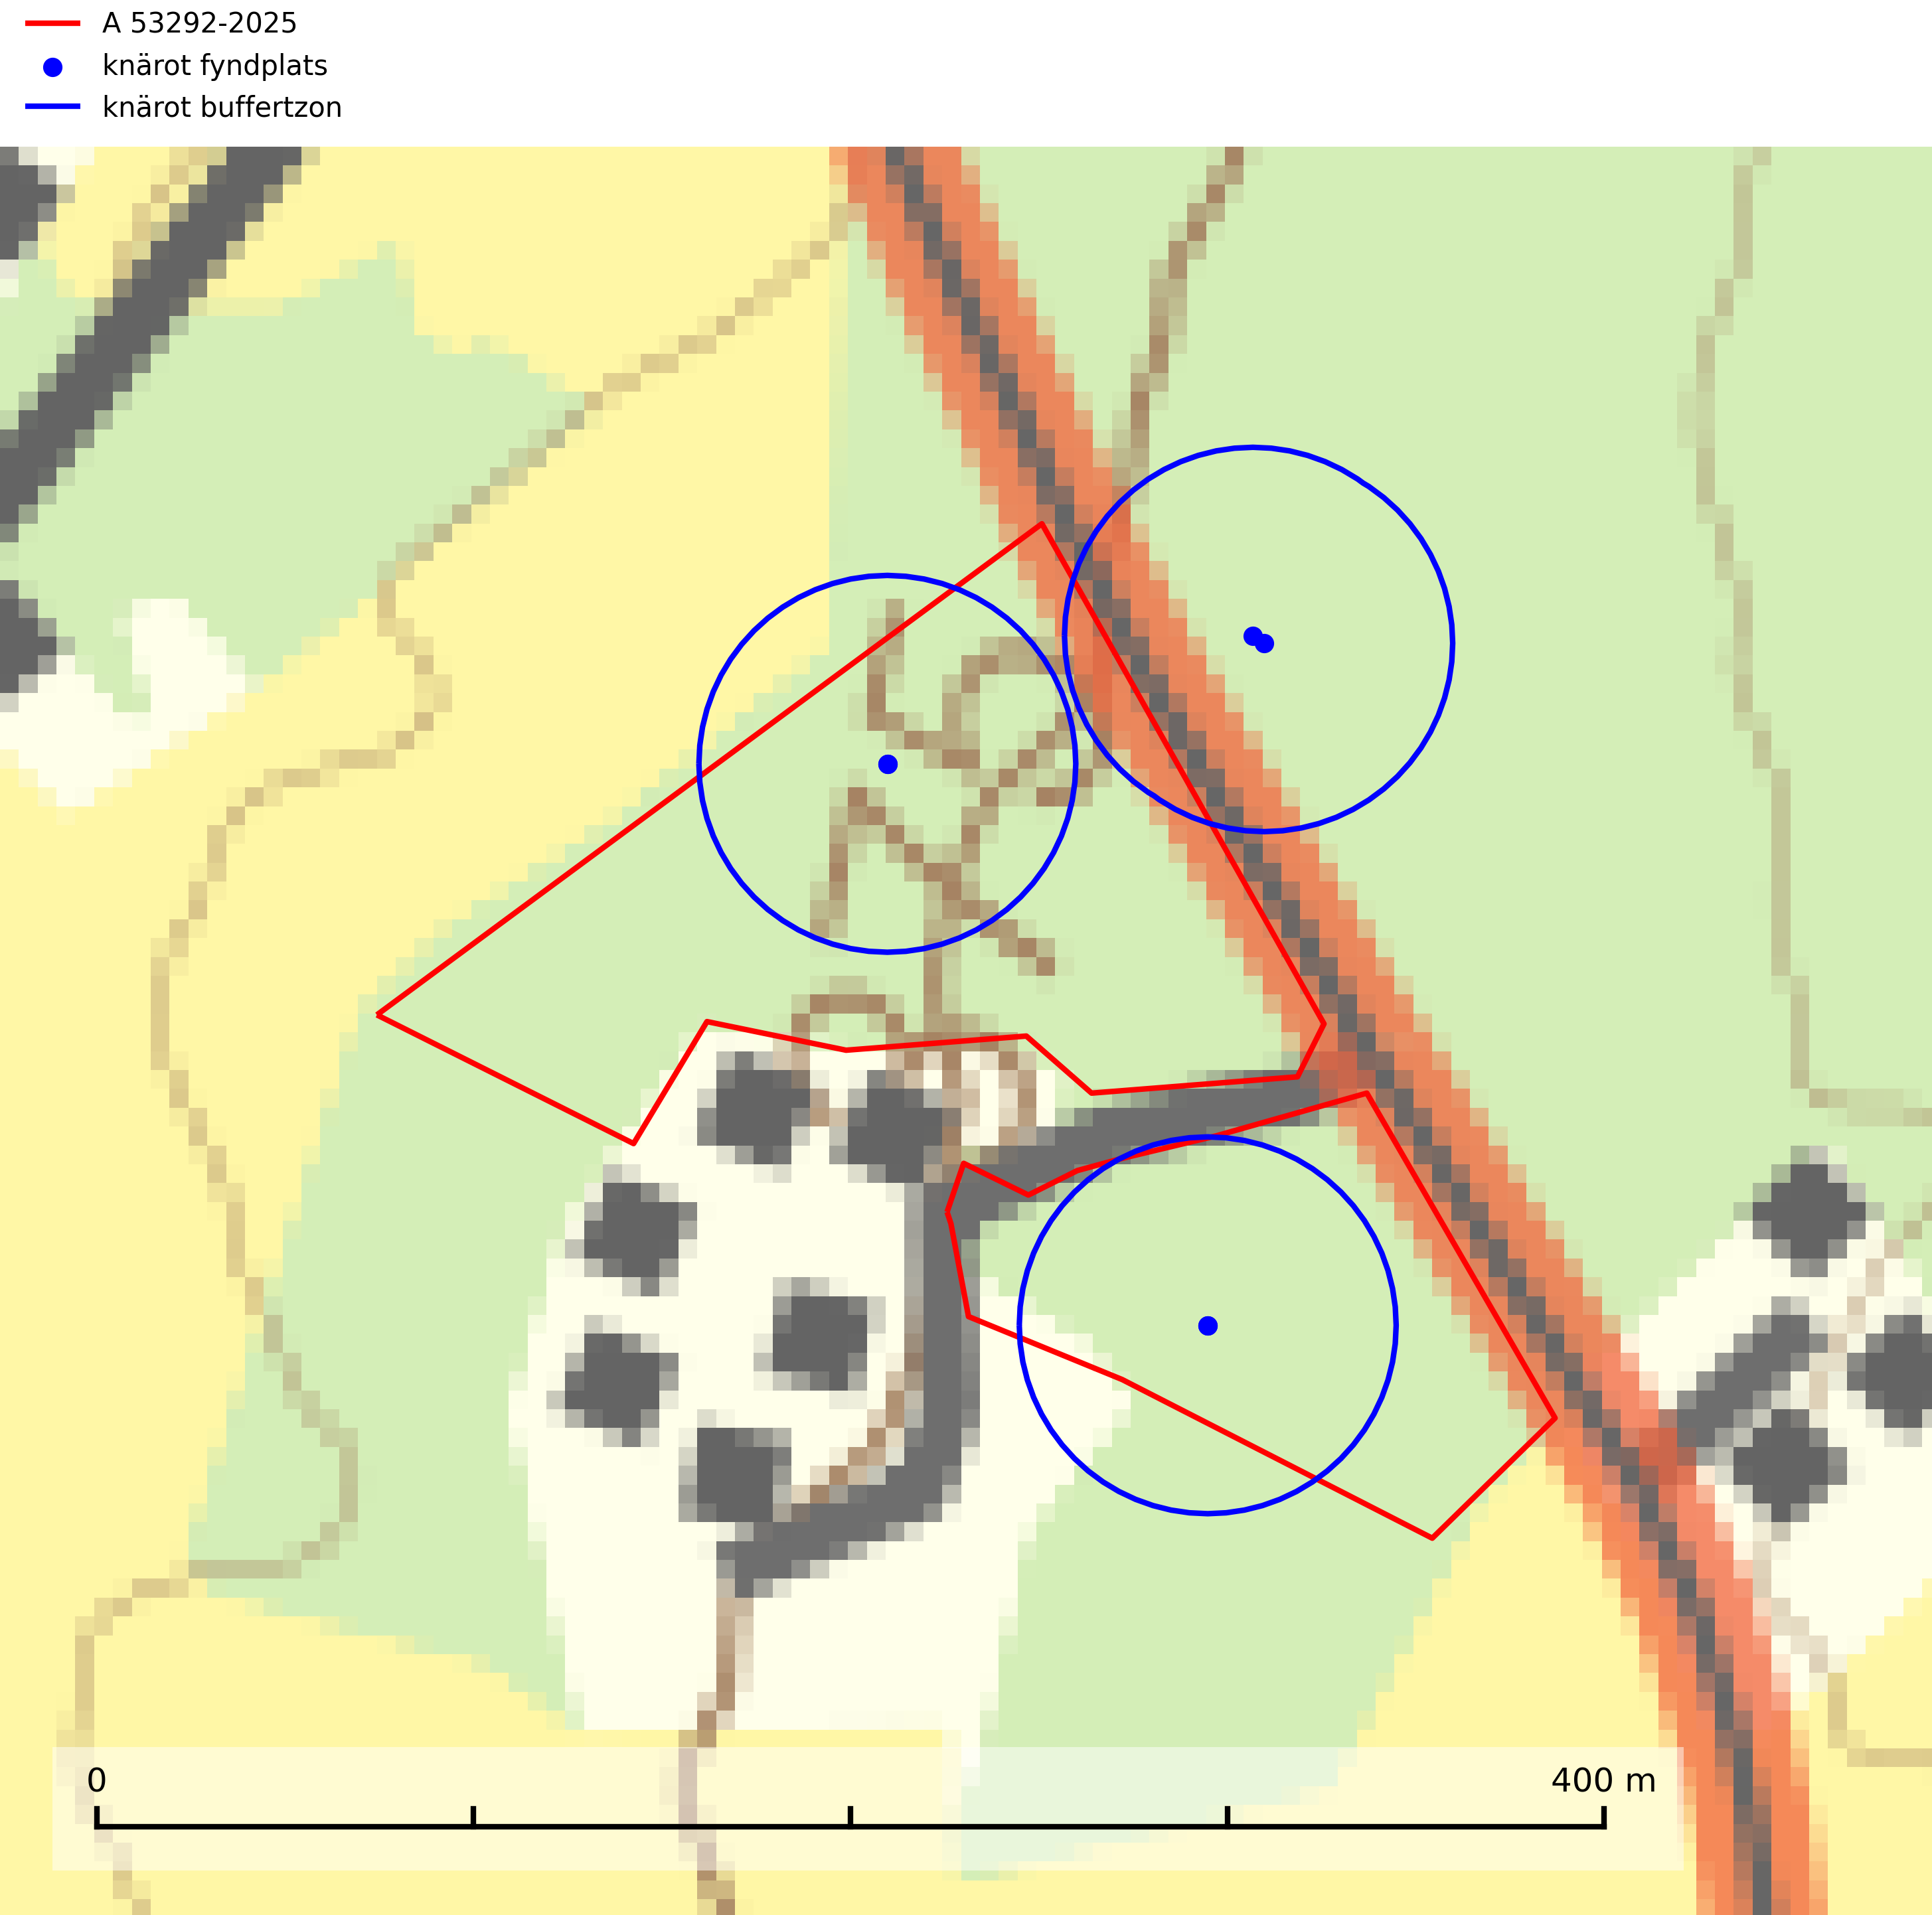 A 53292-2025
knärot fyndplats
knärot buffertzon
0 400 m